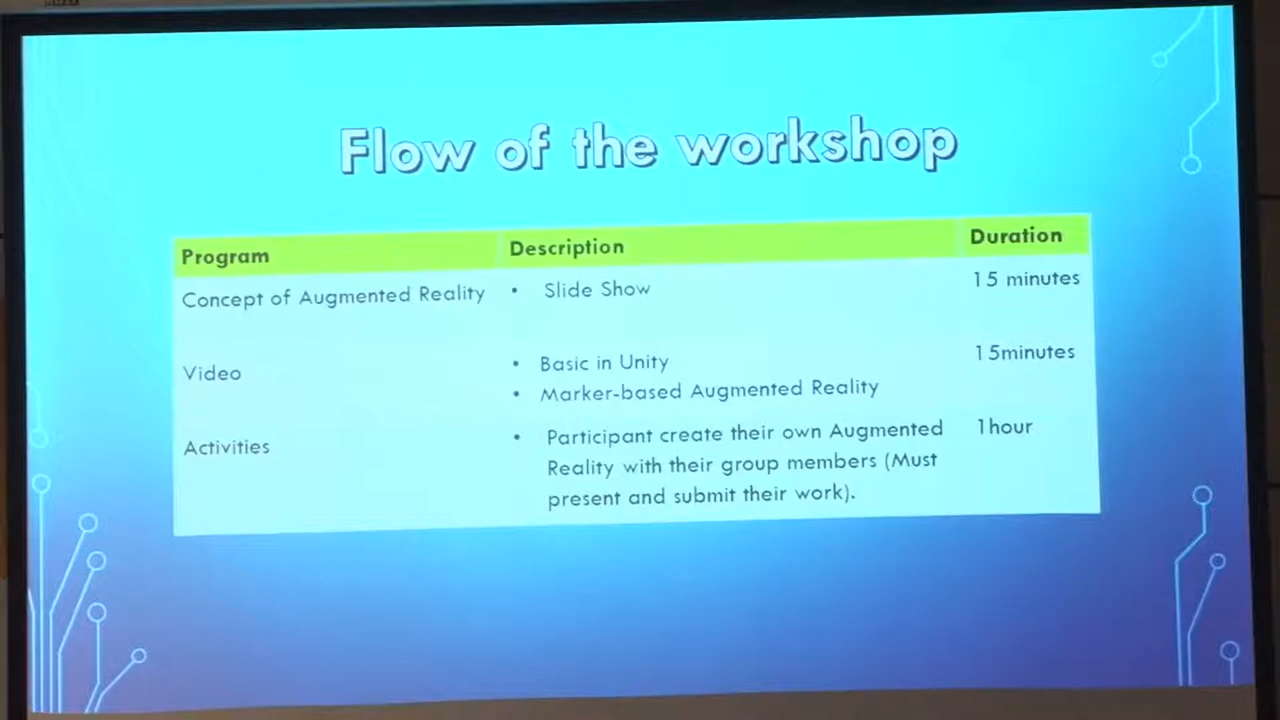 Flow of the workshop
Program Description Duration
Concept of Augmented Reality • Slide Show 15 minutes
Video • Basic in Unity 15minutes
• Marker-based Augmented Reality
Activities • Participant create their own Augmented 1hour
Reality with their group members (Must
present and submit their work).